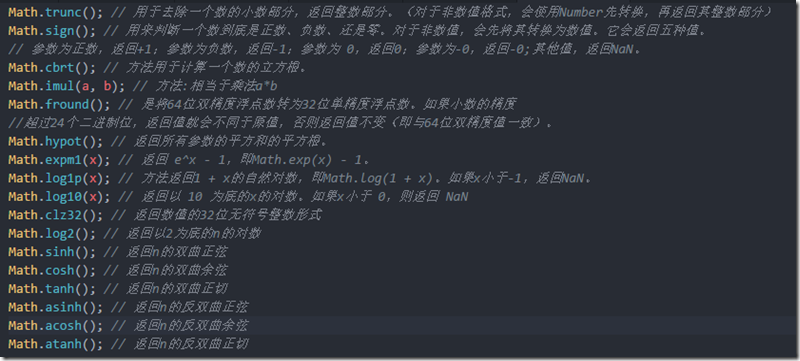 Math.trunc(); // 用于去除一个数的小数部分，返回整数部分。（对于非数值格式，会使用Number先转换，再返回其整数部分）
Math.sign(); // 用来判断一个数到底是正数、负数、还是零。对于非数值，会先将其转换为数值。它会返回五种值。
// 参数为正数，返回+1；参数为负数，返回-1；参数为 0，返回0；参数为-0，返回-0;其他值，返回NaN。
Math.cbrt(); // 方法用于计算一个数的立方根。
Math.imul(a, b); // 方法:相当于乘法a*b
Math.fround(); // 是将64位双精度浮点数转为32位单精度浮点数。如果小数的精度
//超过24个二进制位，返回值就会不同于原值，否则返回值不变（即与64位双精度值一致）。
Math.hypot(); // 返回所有参数的平方和的平方根。
Math.expm1(x); // 返回 e^x - 1，即Math.exp(x) - 1。
Math.log1p(x); // 方法返回1 + x的自然对数，即Math.log(1 + x)。如果x小于-1，返回NaN。
Math.log10(x); // 返回以 10 为底的x的对数。如果x小于 0，则返回 NaN
Math.clz32(); // 返回数值的32位无符号整数形式
Math.log2(); // 返回以2为底的n的对数
Math.sinh(); // 返回n的双曲正弦
Math.cosh(); // 返回n的双曲余弦
Math.tanh(); // 返回n的双曲正切
Math.asinh(); // 返回n的反双曲正弦
Math.acosh(); // 返回n的反双曲余弦
Math.atanh(); // 返回n的反双曲正切